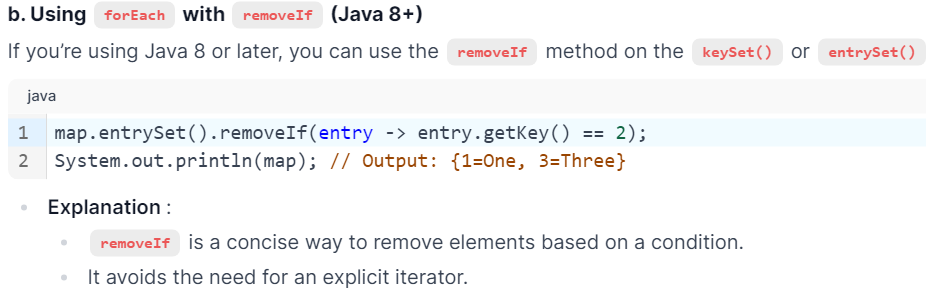 b. Using forEach with removeIf (Java 8+)
If you’re using Java 8 or later, you can use the removeIf method on the keySet() or entrySet()
java
1 map.entrySet().removeIf(entry -> entry.getKey() == 2);
2 System.out.println(map); // Output: {1=One, 3=Three}
Explanation :
removeIf is a concise way to remove elements based on a condition.
It avoids the need for an explicit iterator.